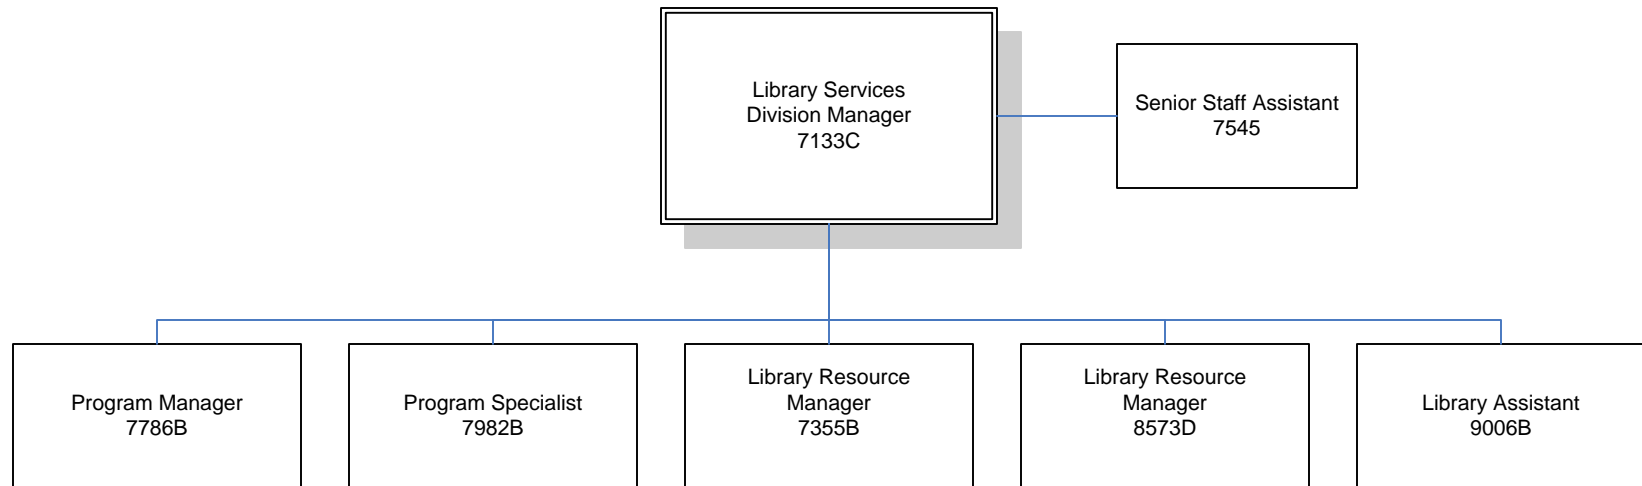 Library Services
Division Manager
7133C
Senior Staff Assistant
7545
Program Manager
7786B
Program Specialist
7982B
Library Resource
Manager
7355B
Library Resource
Manager
8573D
Library Assistant
9006B